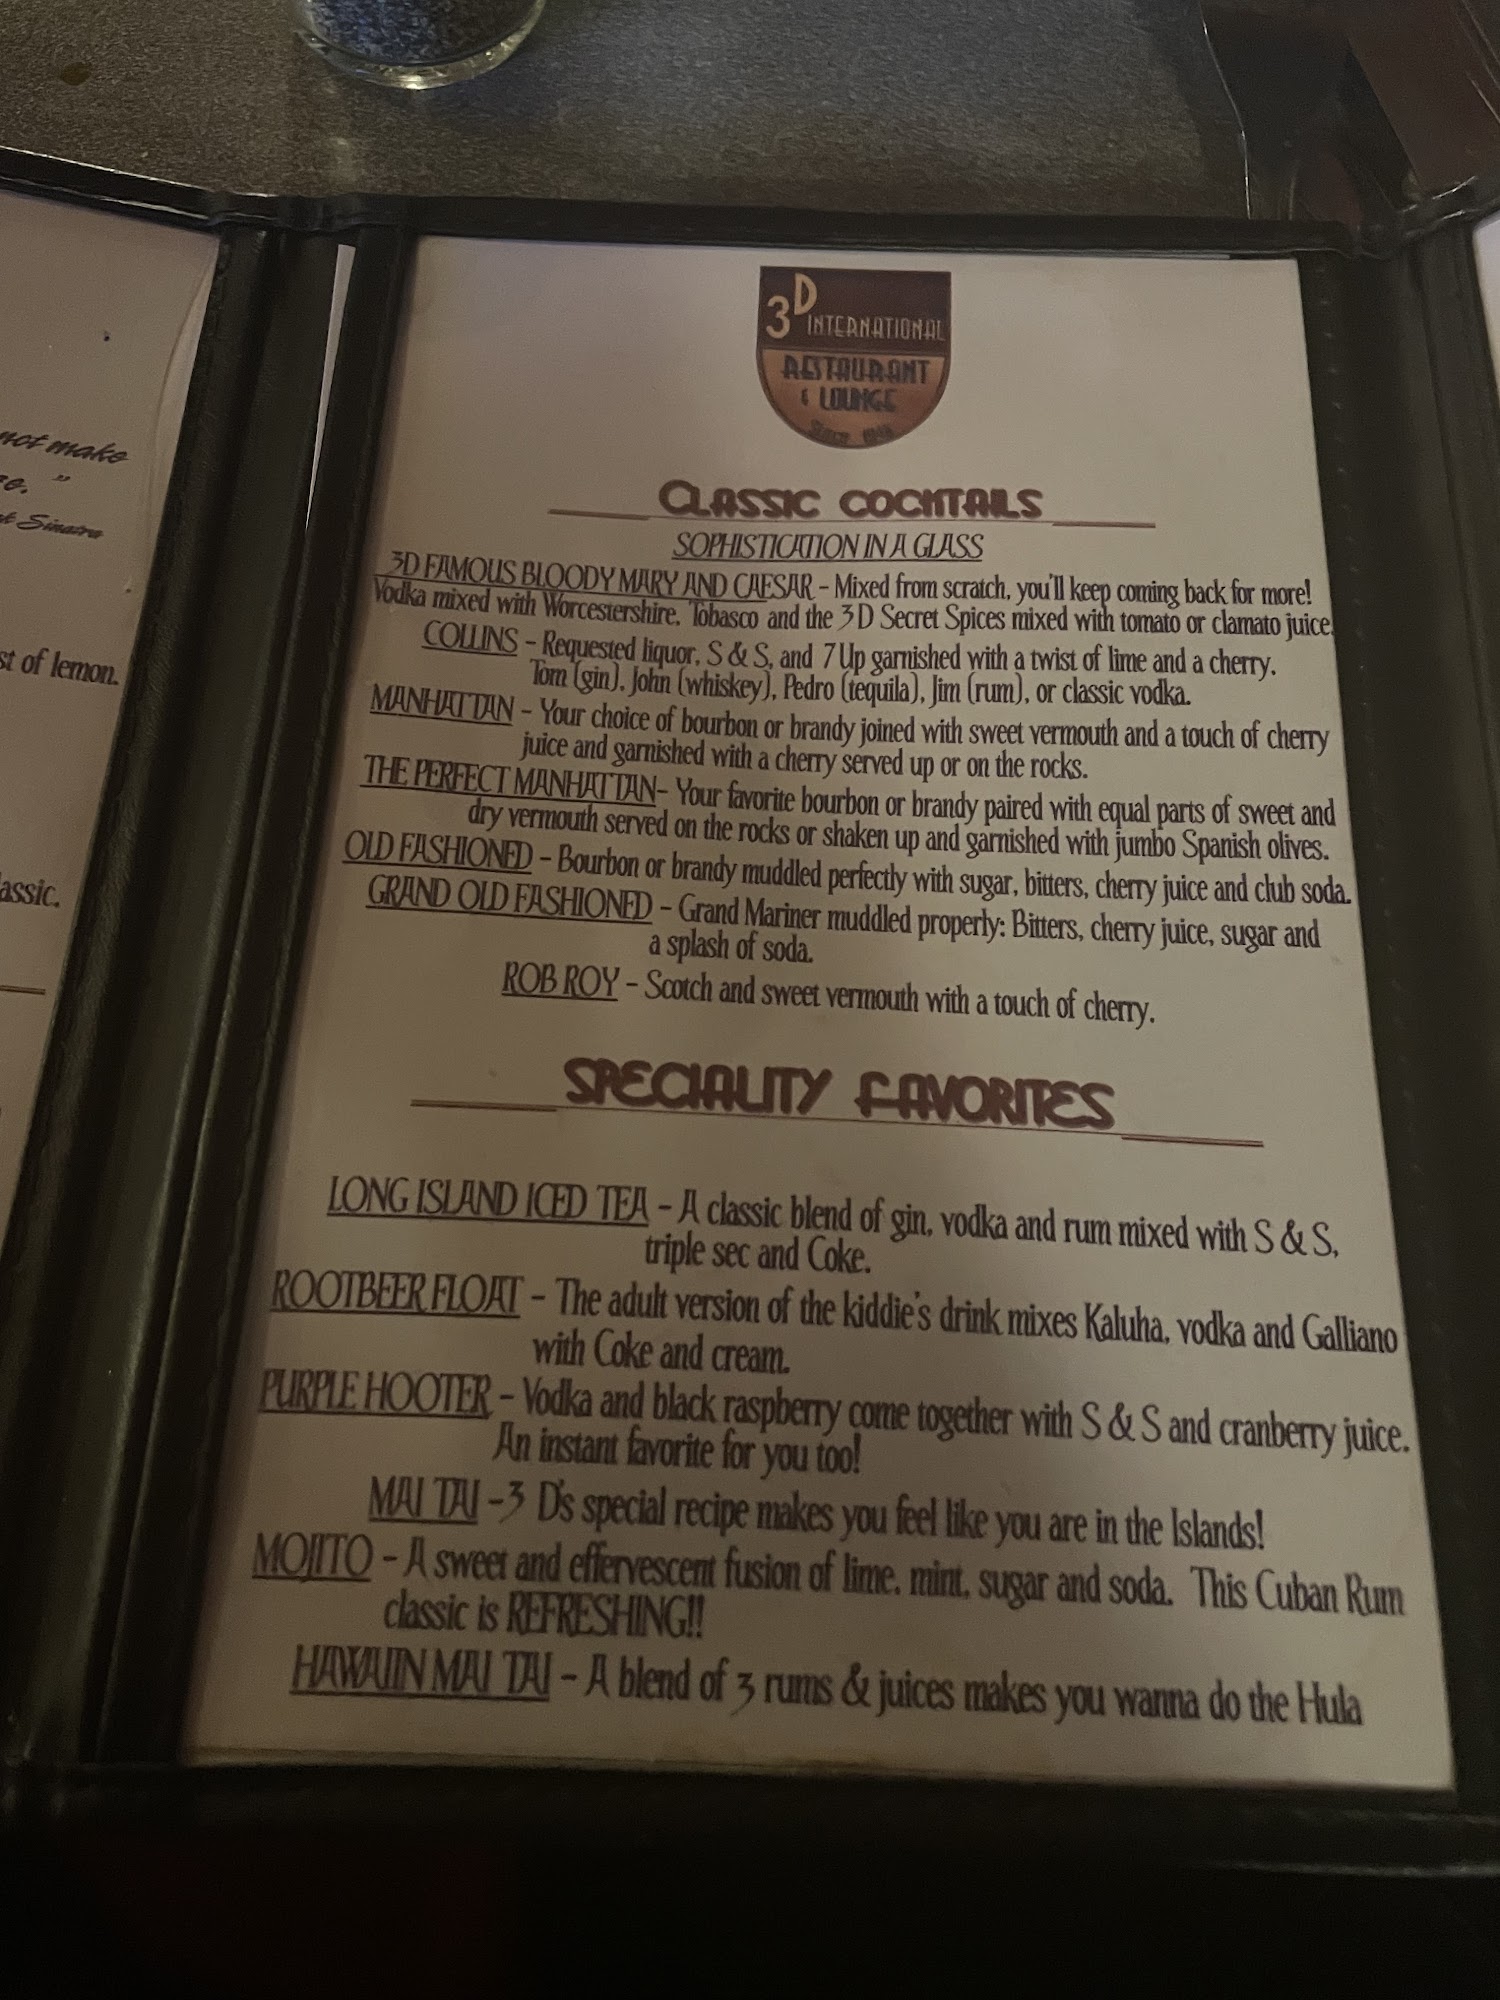 not make
st of lemon.
assic.
3D
INTERNATIONAL
RESTAURANT
& LOUNGE
SINCE
CLASSIC COCKTAILS
SOPHISTICATION IN A GLASS
3D FAMOUS BLOODY MARY AND CAESAR – Mixed from scratch, you'll keep coming back for more!
Vodka mixed with Worcestershire, Tobasco and the 3D Secret Spices mixed with tomato or clamato juice.
COLLINS – Requested liquor, S & S, and 7 Up garnished with a twist of lime and a cherry.
Tom (gin), John (whiskey), Pedro (tequila), Jim (rum), or classic vodka.
MANHATTAN – Your choice of bourbon or brandy joined with sweet vermouth and a touch of cherry
juice and garnished with a cherry served up or on the rocks.
THE PERFECT MANHATTAN– Your favorite bourbon or brandy paired with equal parts of sweet and
dry vermouth served on the rocks or shaken up and garnished with jumbo Spanish olives.
OLD FASHIONED – Bourbon or brandy muddled perfectly with sugar, bitters, cherry juice and club soda.
GRAND OLD FASHIONED – Grand Mariner muddled properly: Bitters, cherry juice, sugar and
a splash of soda.
ROB ROY – Scotch and sweet vermouth with a touch of cherry.
SPECIALITY FAVORITES
LONG ISLAND ICED TEA – A classic blend of gin, vodka and rum mixed with S & S,
triple sec and Coke.
ROOTBEER FLOAT – The adult version of the kiddie's drink mixes Kaluha, vodka and Galliano
with Coke and cream.
PURPLE HOOTER – Vodka and black raspberry come together with S & S and cranberry juice.
An instant favorite for you too!
MAI TAI –3 D's special recipe makes you feel like you are in the Islands!
MOJITO – A sweet and effervescent fusion of lime, mint, sugar and soda. This Cuban Rum
classic is REFRESHING!!
HAWAIIN MAI TAI – A blend of 3 rums & juices makes you wanna do the Hula